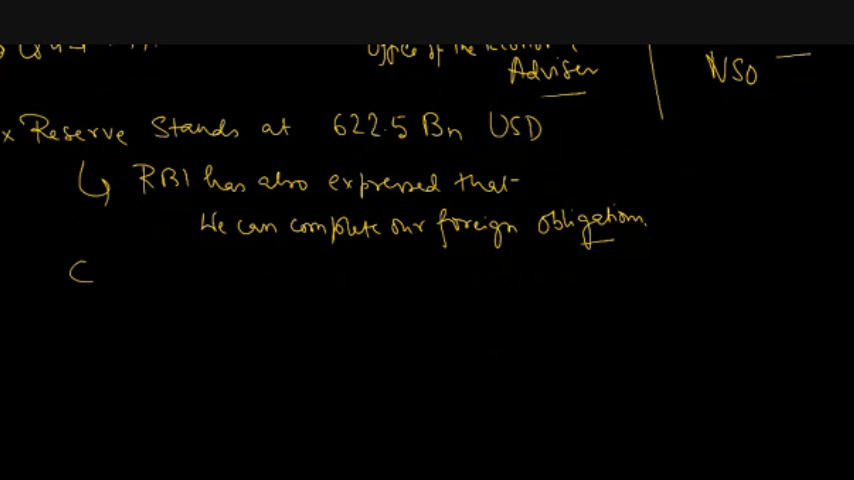 Office of the
Adviser
NSO
x Reserve Stands at 622.5 Bn USD
RBI has also expressed that
We can complete our foreign obligation.
C